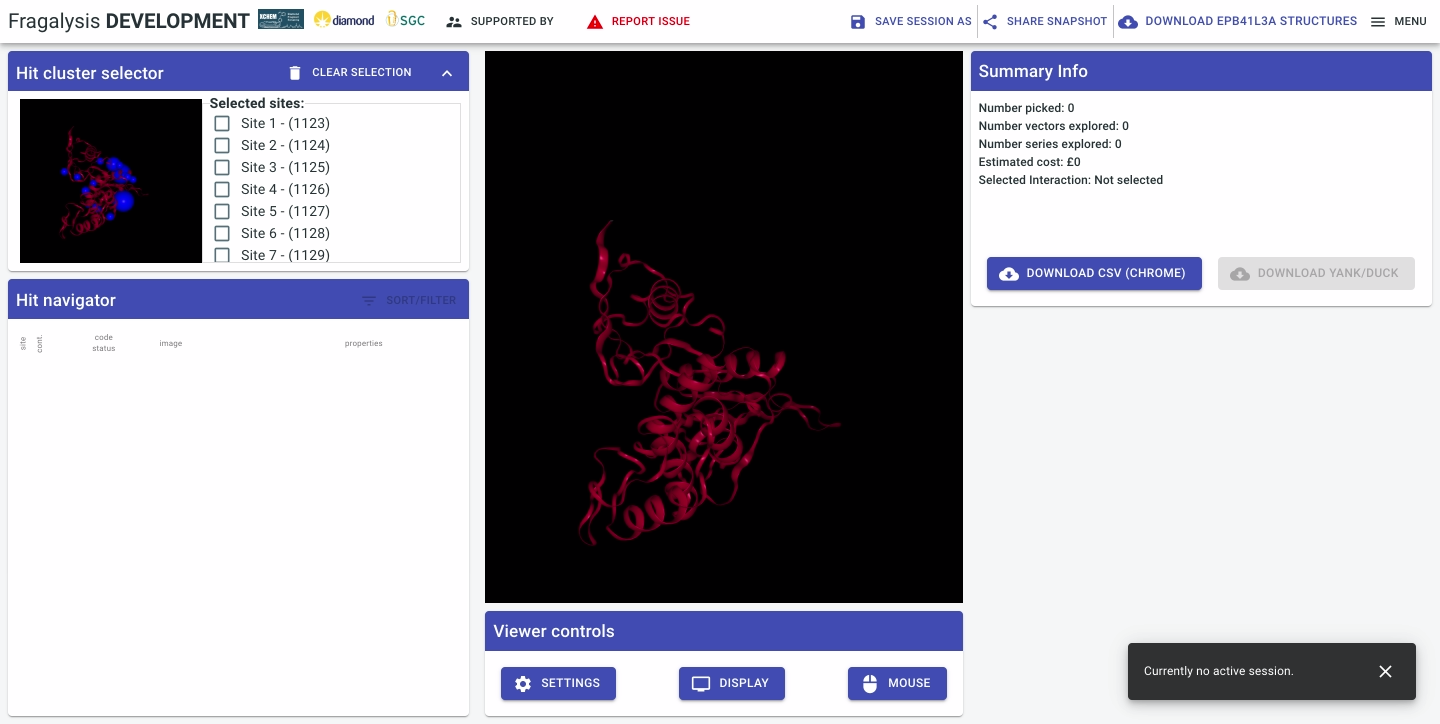 Fragalysis DEVELOPMENT
XCHEM
diamond
SGC
SUPPORTED BY
REPORT ISSUE
SAVE SESSION AS
SHARE SNAPSHOT
DOWNLOAD EPB41L3A STRUCTURES
MENU
Hit cluster selector
CLEAR SELECTION
Selected sites:
Site 1 - (1123)
Site 2 - (1124)
Site 3 - (1125)
Site 4 - (1126)
Site 5 - (1127)
Site 6 - (1128)
Site 7 - (1129)
Hit navigator
SORT/FILTER
site
cont.
code
status
image
properties
Viewer controls
SETTINGS
DISPLAY
MOUSE
Summary Info
Number picked: 0
Number vectors explored: 0
Number series explored: 0
Estimated cost: £0
Selected Interaction: Not selected
DOWNLOAD CSV (CHROME)
DOWNLOAD YANK/DUCK
Currently no active session.